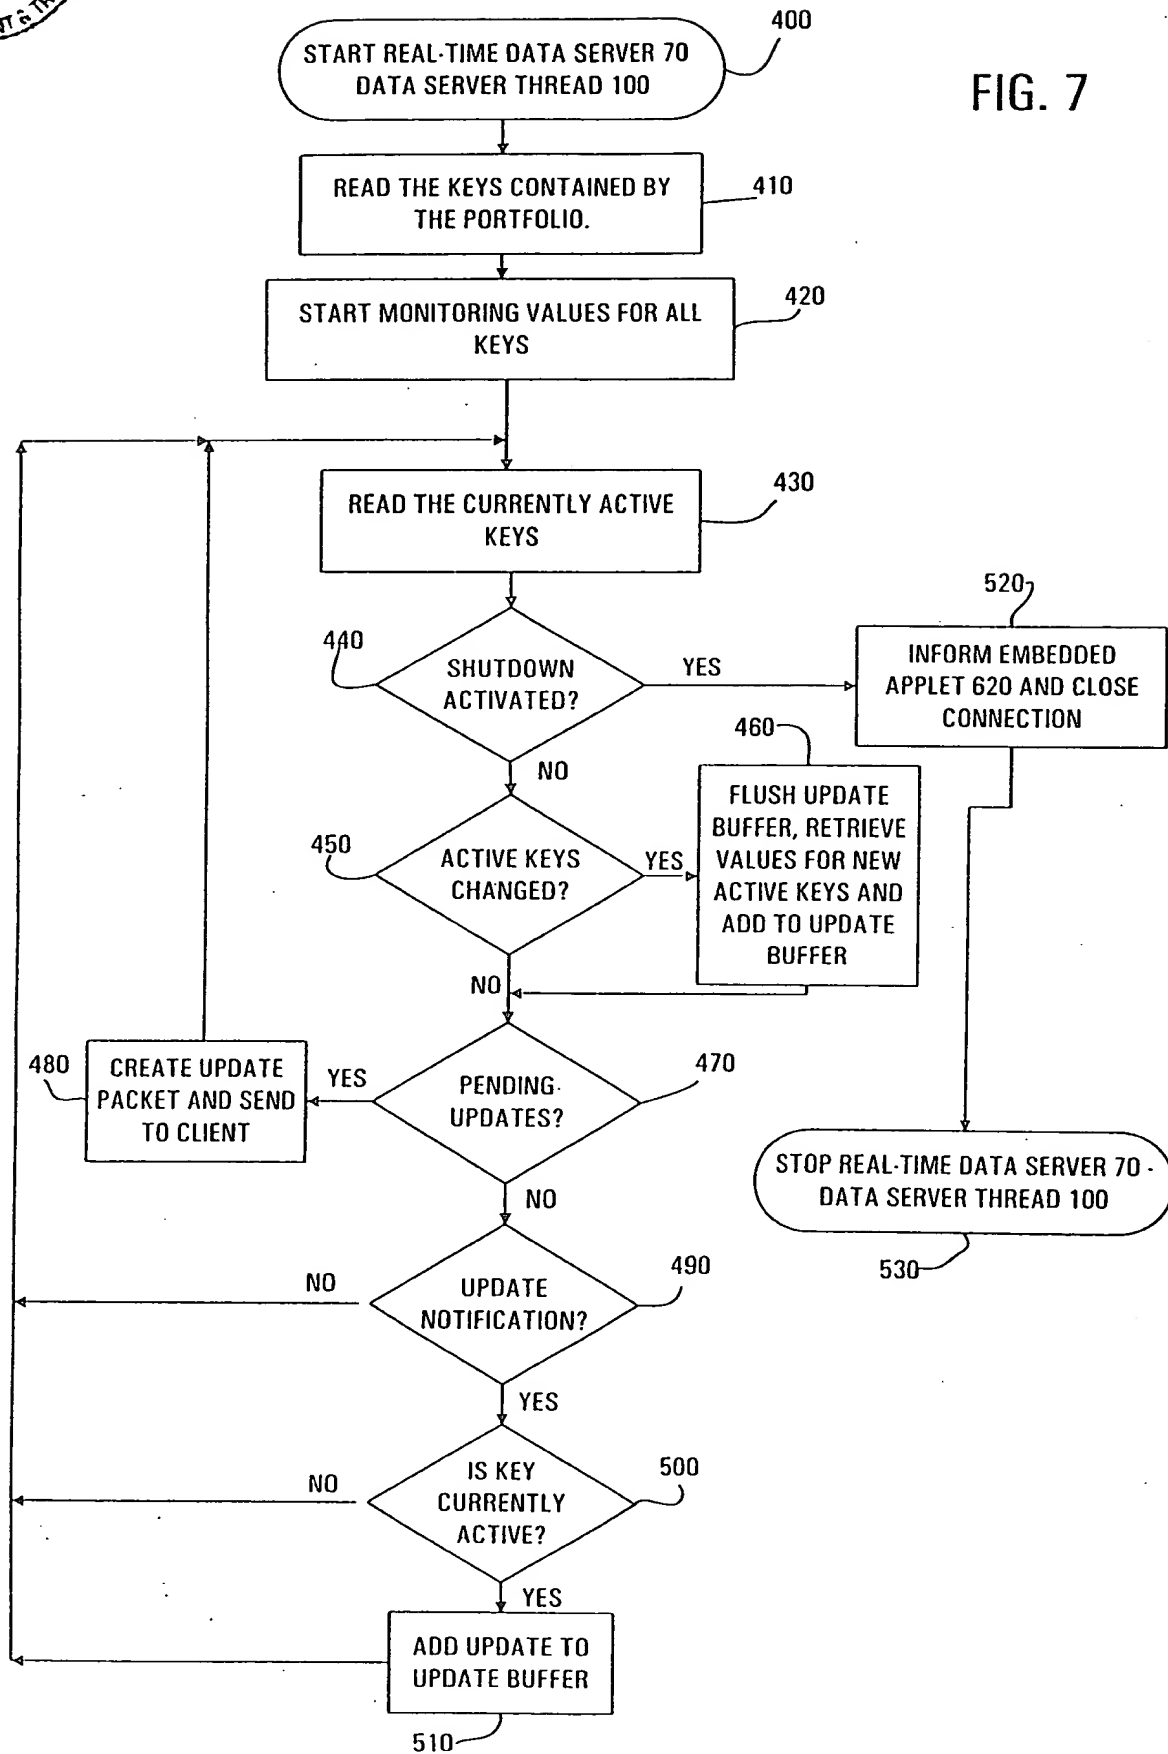 NT & TR
400
START REAL-TIME DATA SERVER 70
DATA SERVER THREAD 100
FIG. 7
READ THE KEYS CONTAINED BY
THE PORTFOLIO.
410
START MONITORING VALUES FOR ALL
KEYS
420
READ THE CURRENTLY ACTIVE
KEYS
430
440
SHUTDOWN
ACTIVATED?
YES
520
INFORM EMBEDDED
APPLET 620 AND CLOSE
CONNECTION
NO
460
FLUSH UPDATE
BUFFER, RETRIEVE
VALUES FOR NEW
ACTIVE KEYS AND
ADD TO UPDATE
BUFFER
450
ACTIVE KEYS
CHANGED?
YES
NO
480
CREATE UPDATE
PACKET AND SEND
TO CLIENT
YES
PENDING
UPDATES?
470
NO
STOP REAL-TIME DATA SERVER 70 -
DATA SERVER THREAD 100
530
NO
UPDATE
NOTIFICATION?
490
YES
NO
IS KEY
CURRENTLY
ACTIVE?
500
YES
ADD UPDATE TO
UPDATE BUFFER
510